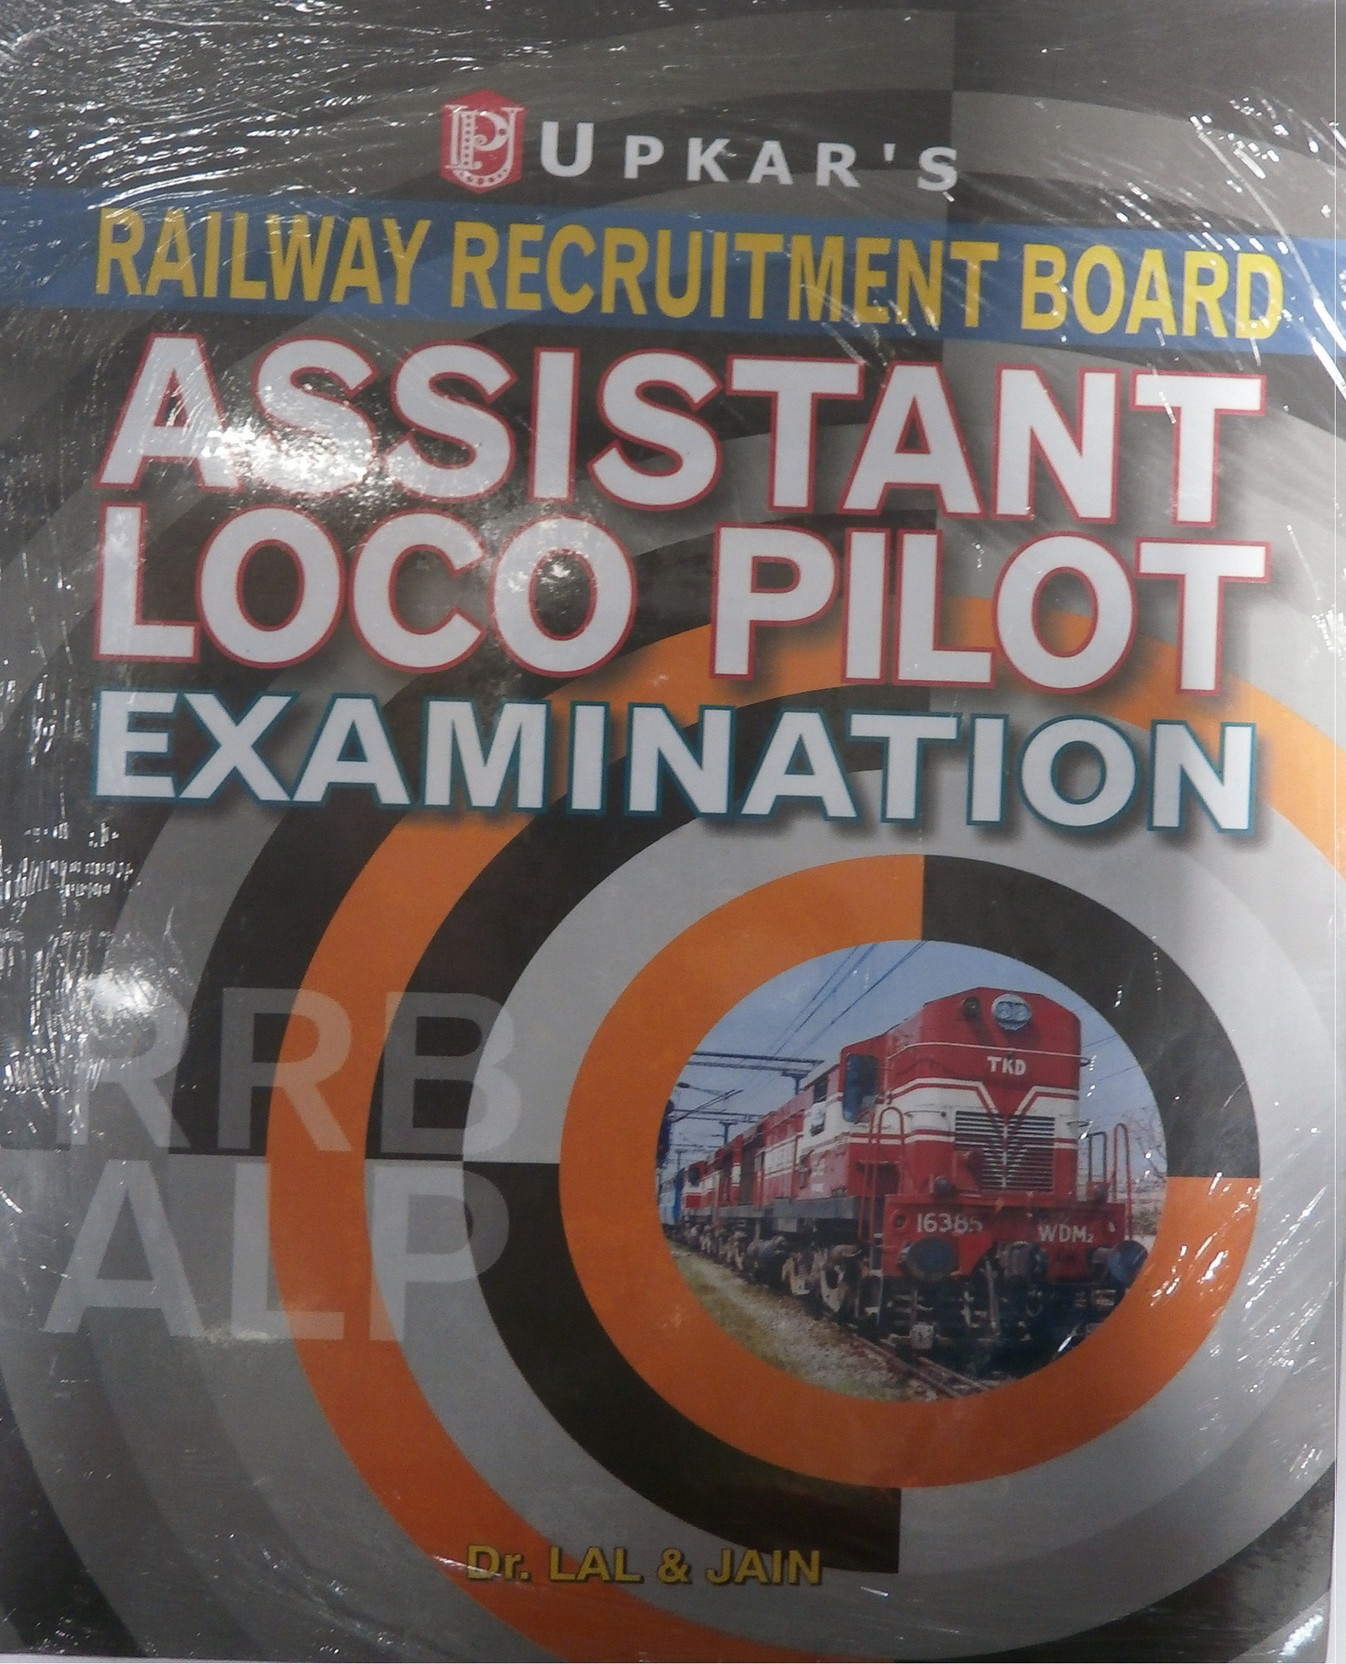 UPKAR'S
RAILWAY RECRUITMENT BOARD
ASSISTANT
LOCO PILOT
EXAMINATION
RRB
ALP
TKD
16385
WDM₂
Dr. LAL & JAIN